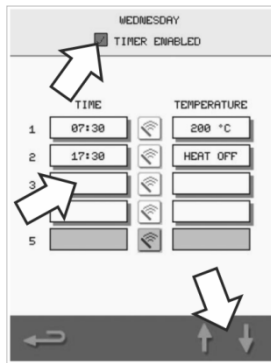 WEDNESDAY
TIMER ENABLED
TIME TEMPERATURE
1 07:30 200 °C
2 17:30 HEAT OFF
3
5